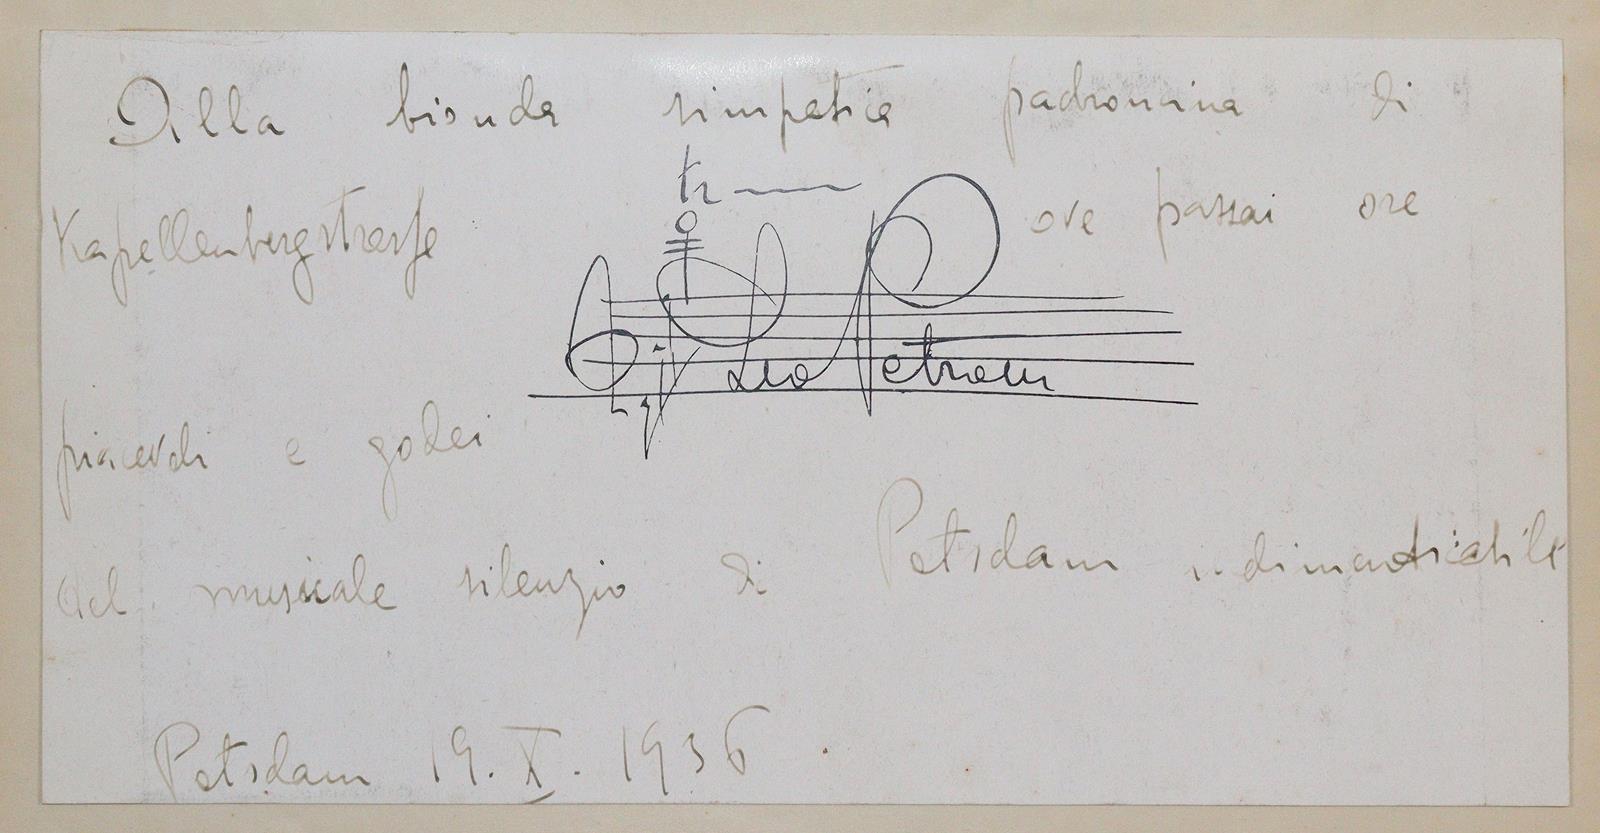 Alla bionda simpatica padroncina di
tr
Kapellenbergstrasse ove passai ore
Leo Petroni
piacevoli e godei
del musicale silenzio di Potsdam indimenticabile
Potsdam 19. X. 1936